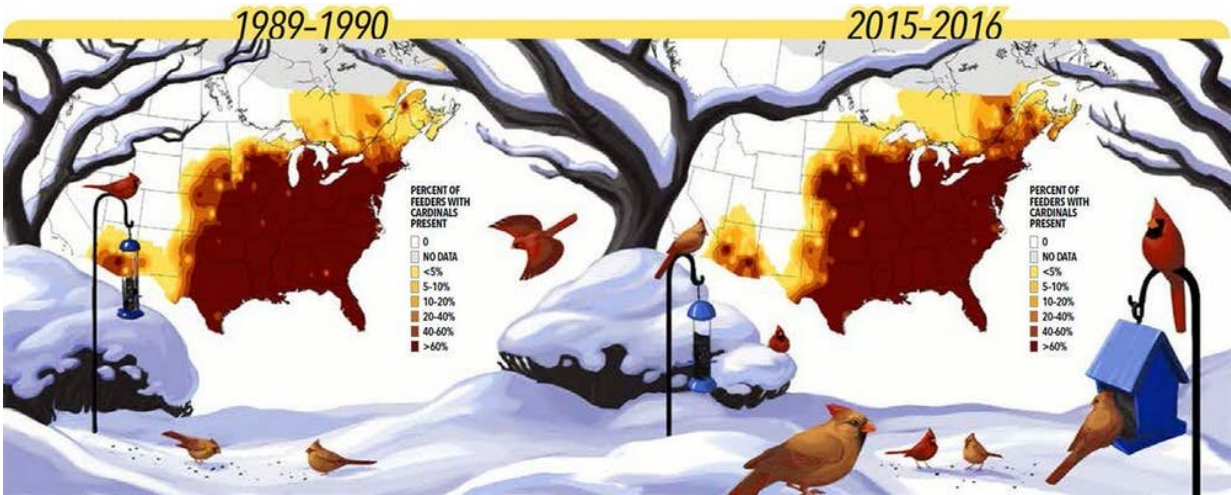 1989–1990
2015–2016
PERCENT OF
FEEDERS WITH
CARDINALS
PRESENT
0
NO DATA
<5%
5-10%
10-20%
20-40%
40-60%
>60%
PERCENT OF
FEEDERS WITH
CARDINALS
PRESENT
0
NO DATA
<5%
5-10%
10-20%
20-40%
40-60%
>60%